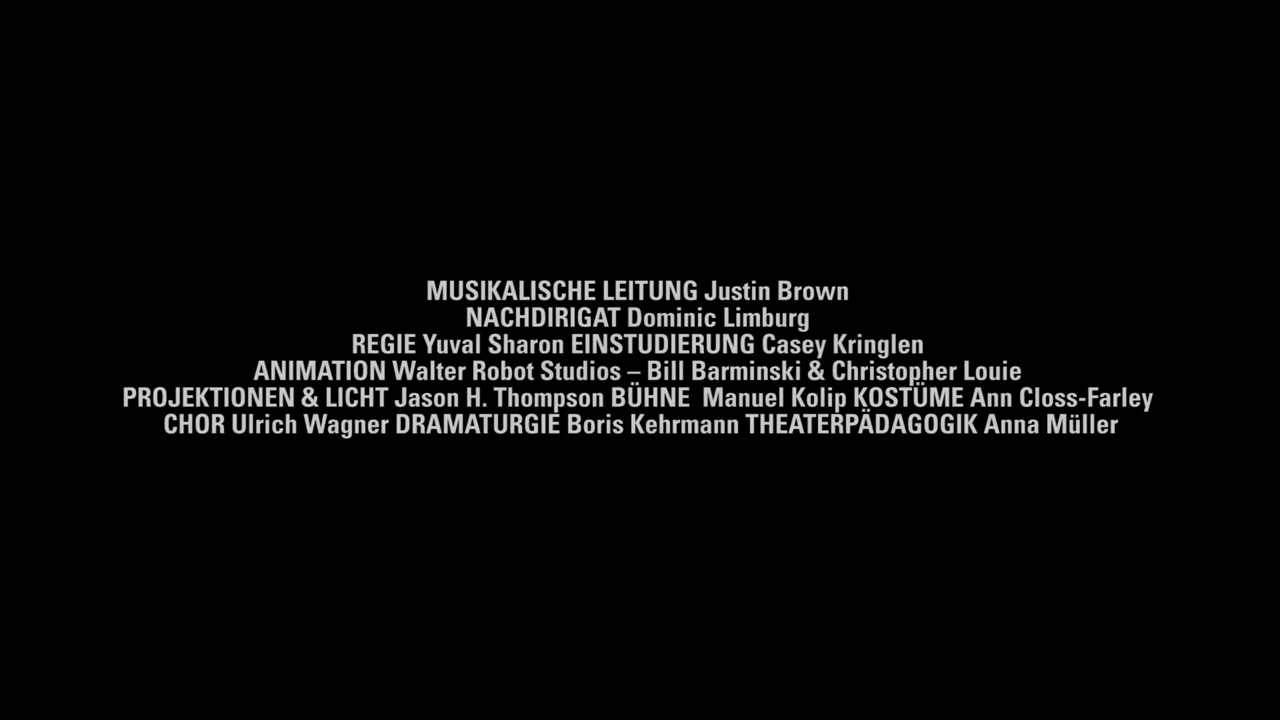 MUSIKALISCHE LEITUNG Justin Brown
NACHDIRIGAT Dominic Limburg
REGIE Yuval Sharon EINSTUDIERUNG Casey Kringlen
ANIMATION Walter Robot Studios – Bill Barminski & Christopher Louie
PROJEKTIONEN & LICHT Jason H. Thompson BÜHNE  Manuel Kolip KOSTÜME Ann Closs-Farley
CHOR Ulrich Wagner DRAMATURGIE Boris Kehrmann THEATERPÄDAGOGIK Anna Müller